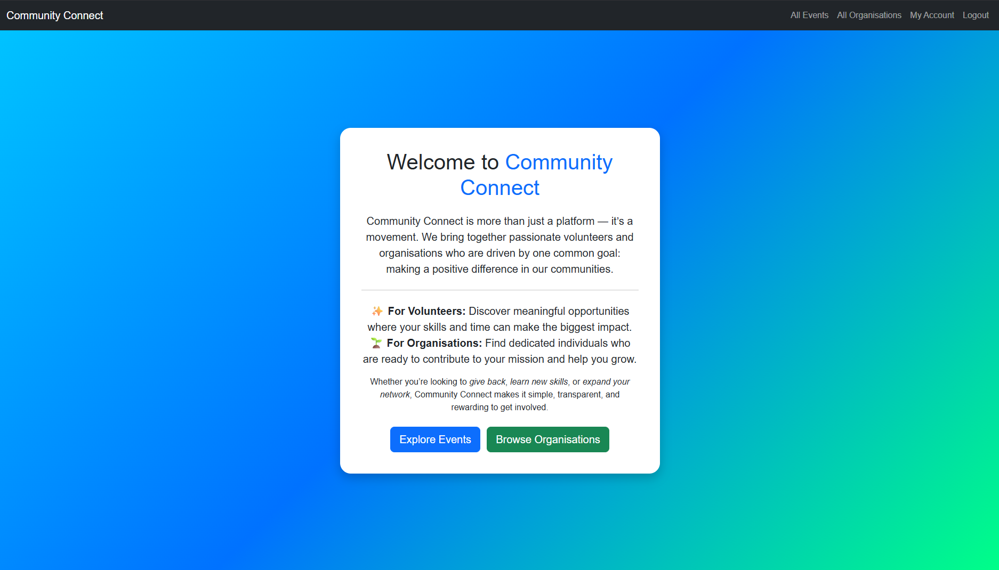 Community Connect
All Events All Organisations My Account Logout
Welcome to Community
Connect
Community Connect is more than just a platform — it’s a
movement. We bring together passionate volunteers and
organisations who are driven by one common goal:
making a positive difference in our communities.
✨ For Volunteers: Discover meaningful opportunities
where your skills and time can make the biggest impact.
🌱 For Organisations: Find dedicated individuals who
are ready to contribute to your mission and help you grow.
Whether you’re looking to give back, learn new skills, or expand your
network, Community Connect makes it simple, transparent, and
rewarding to get involved.
Explore Events Browse Organisations